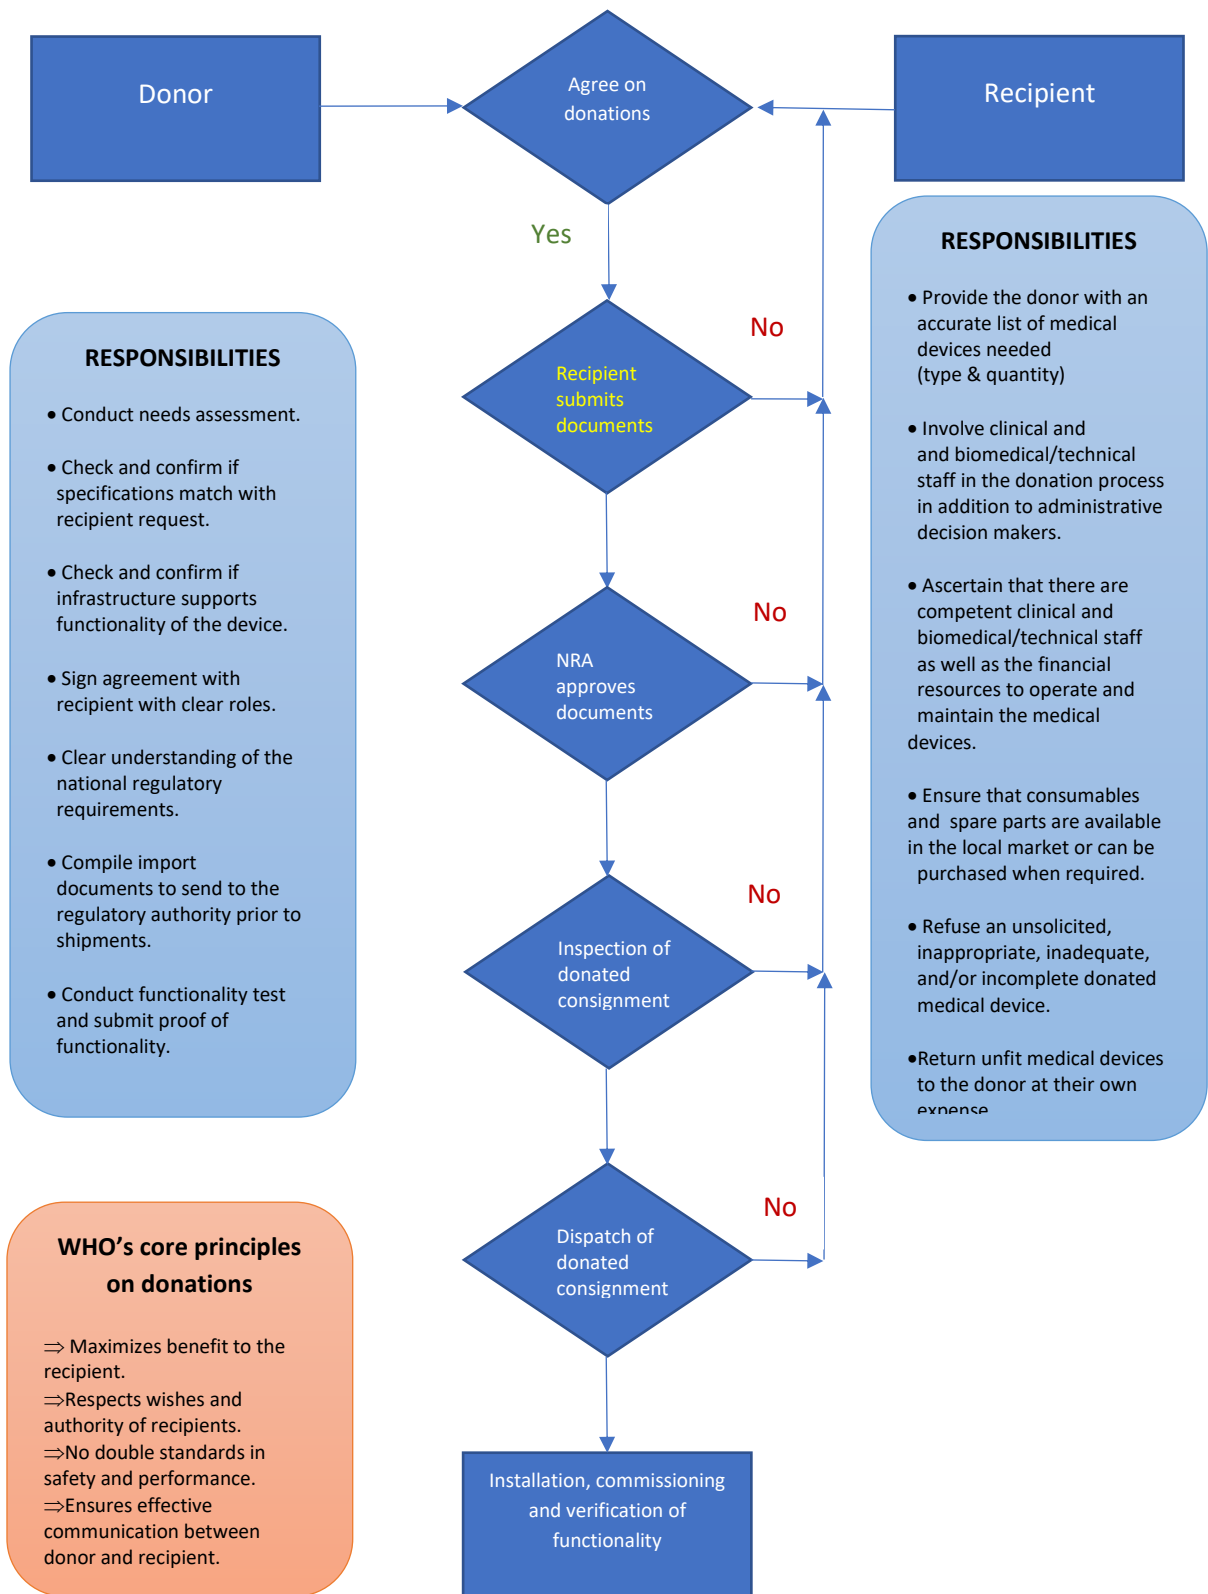 Donor
Agree on
donations
Recipient
Yes
RESPONSIBILITIES
• Conduct needs assessment.
• Check and confirm if
specifications match with
recipient request.
• Check and confirm if
infrastructure supports
functionality of the device.
• Sign agreement with
recipient with clear roles.
• Clear understanding of the
national regulatory
requirements.
• Compile import
documents to send to the
regulatory authority prior to
shipments.
• Conduct functionality test
and submit proof of
functionality.
Recipient
submits
documents
No
NRA
approves
documents
No
Inspection of
donated
consignment
No
Dispatch of
donated
consignment
No
Installation, commissioning
and verification of
functionality
RESPONSIBILITIES
• Provide the donor with an
accurate list of medical
devices needed
(type & quantity)
• Involve clinical and
and biomedical/technical
staff in the donation process
in addition to administrative
decision makers.
• Ascertain that there are
competent clinical and
biomedical/technical staff
as well as the financial
resources to operate and
maintain the medical
devices.
• Ensure that consumables
and spare parts are available
in the local market or can be
purchased when required.
• Refuse an unsolicited,
inappropriate, inadequate,
and/or incomplete donated
medical device.
•Return unfit medical devices
to the donor at their own
expense
WHO's core principles
on donations
⇒ Maximizes benefit to the
recipient.
⇒Respects wishes and
authority of recipients.
⇒No double standards in
safety and performance.
⇒Ensures effective
communication between
donor and recipient.